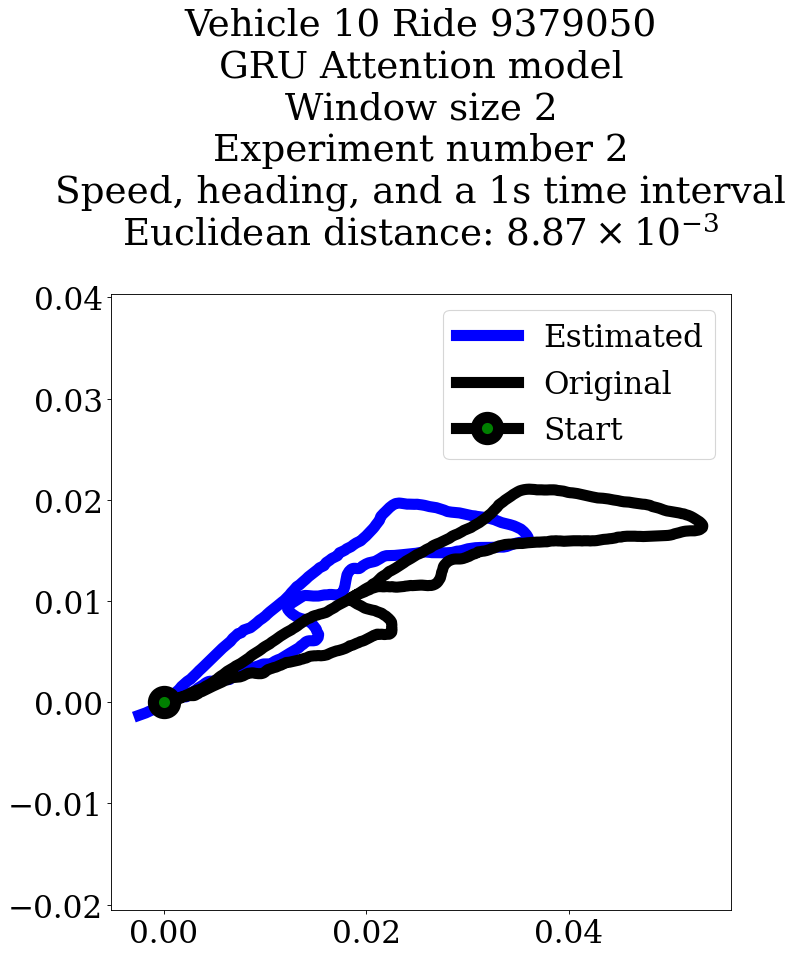 Vehicle 10 Ride 9379050
GRU Attention model
Window size 2
Experiment number 2
Speed, heading, and a 1s time interval
Euclidean distance: 8.87 × 10⁻³
Estimated
Original
Start
0.04
0.03
0.02
0.01
0.00
−0.01
−0.02
0.00 0.02 0.04